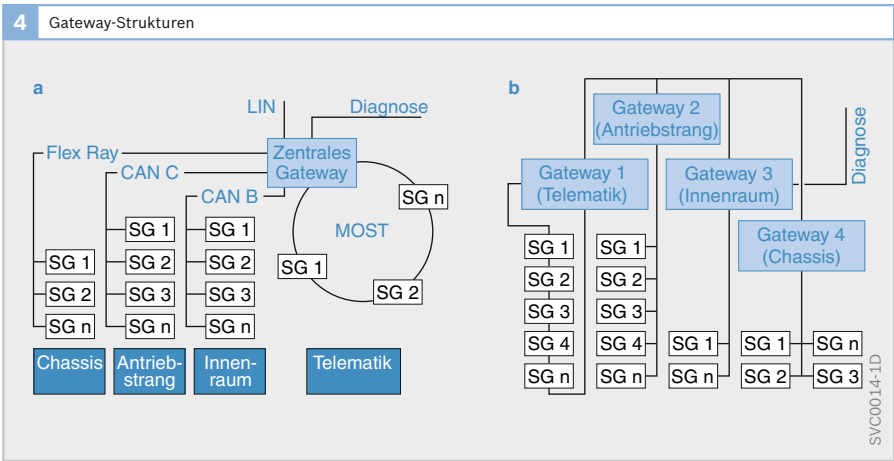 4 Gateway-Strukturen
a
LIN
Diagnose
Flex Ray
Zentrales
Gateway
CAN C
CAN B
MOST
SG 1
SG 2
SG n
SG 1
SG 2
SG 3
SG n
SG 1
SG 2
SG 3
SG n
SG n
SG 1
SG 2
Chassis
Antrieb-
strang
Innen-
raum
Telematik
b
Gateway 2
(Antriebstrang)
Gateway 1
(Telematik)
Gateway 3
(Innenraum)
Diagnose
Gateway 4
(Chassis)
SG 1
SG 2
SG 3
SG 4
SG n
SG 1
SG 2
SG 3
SG 4
SG n
SG 1
SG n
SG 1
SG n
SG 2
SG 3
SVC0014-1D